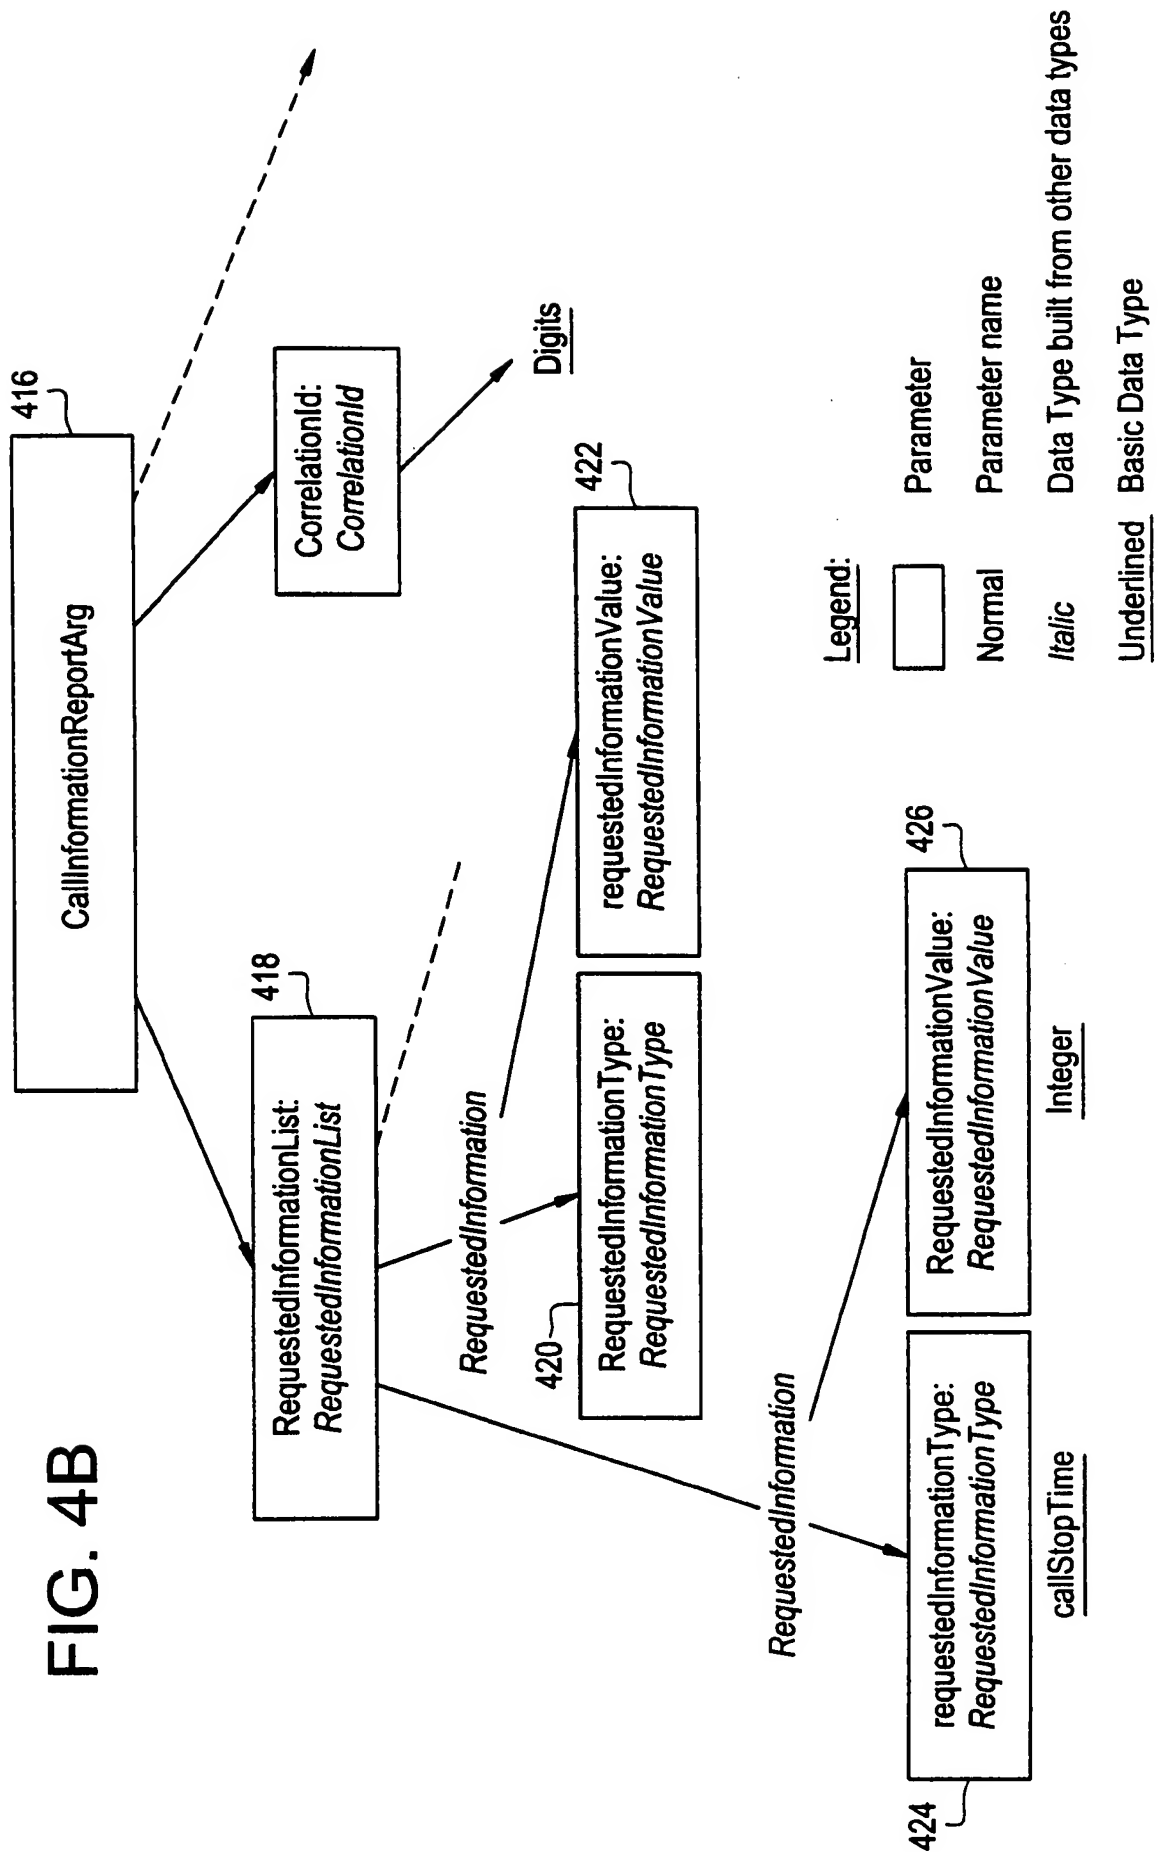 FIG. 4B
416
CallInformationReportArg
418
RequestedInformationList:
RequestedInformationList
CorrelationId:
CorrelationId
Digits
RequestedInformation
420
RequestedInformationType:
RequestedInformationType
422
requestedInformationValue:
RequestedInformationValue
RequestedInformation
424
requestedInformationType:
RequestedInformationType
callStopTime
426
RequestedInformationValue:
RequestedInformationValue
Integer
Legend:
Parameter
Normal Parameter name
Italic Data Type built from other data types
Underlined Basic Data Type